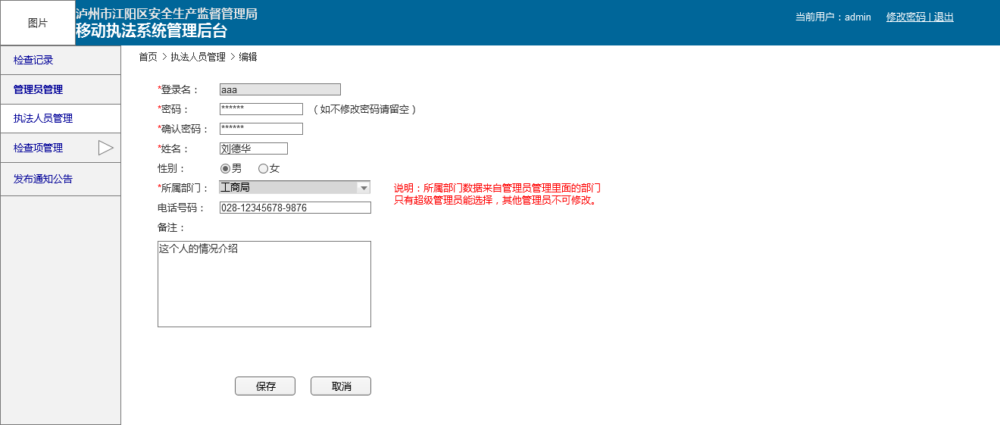 图片
泸州市江阳区安全生产监督管理局
移动执法系统管理后台
当前用户：admin
修改密码 | 退出
检查记录
管理员管理
执法人员管理
检查项管理
发布通知公告
首页 > 执法人员管理 > 编辑
*登录名： aaa
*密码： ****** （如不修改密码请留空）
*确认密码： ******
*姓名： 刘德华
性别： 男 女
*所属部门： 工商局
说明：所属部门数据来自管理员管理里面的部门
只有超级管理员能选择，其他管理员不可修改。
电话号码： 028-12345678-9876
备注：
这个人的情况介绍
保存 取消